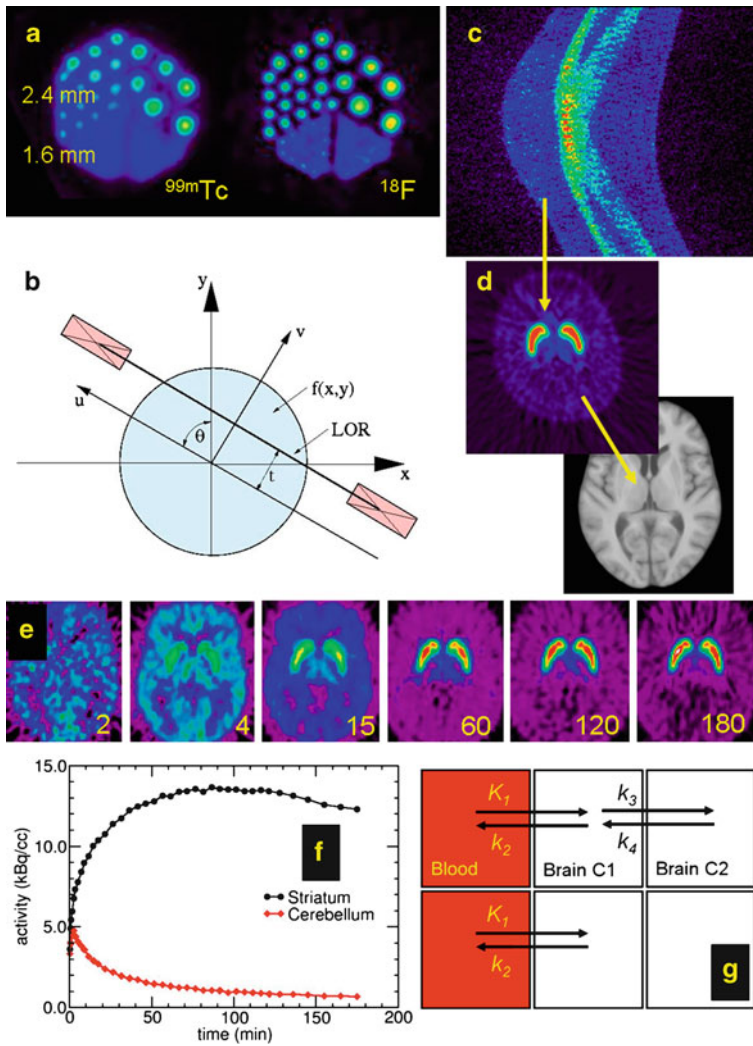 a
2.4 mm
1.6 mm
99mTc
18F
b
y
v
u
f(x,y)
θ
LOR
t
x
c
d
e
2
4
15
60
120
180
15.0
10.0
5.0
0.0
activity (kBq/cc)
f
Striatum
Cerebellum
0
50
100
150
200
time (min)
K1
k2
k3
k4
Blood
Brain C1
Brain C2
K1
k2
g